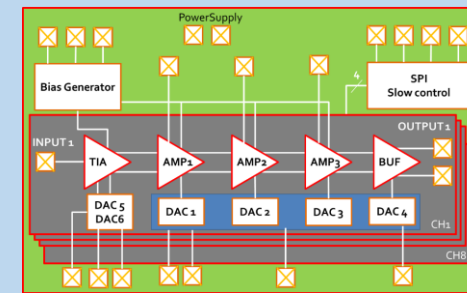 PowerSupply
Bias Generator
4
SPI
Slow control
INPUT 1
OUTPUT 1
TIA
AMP1
AMP2
AMP3
BUF
DAC 5
DAC6
DAC 1
DAC 2
DAC 3
DAC 4
CH1
CH8